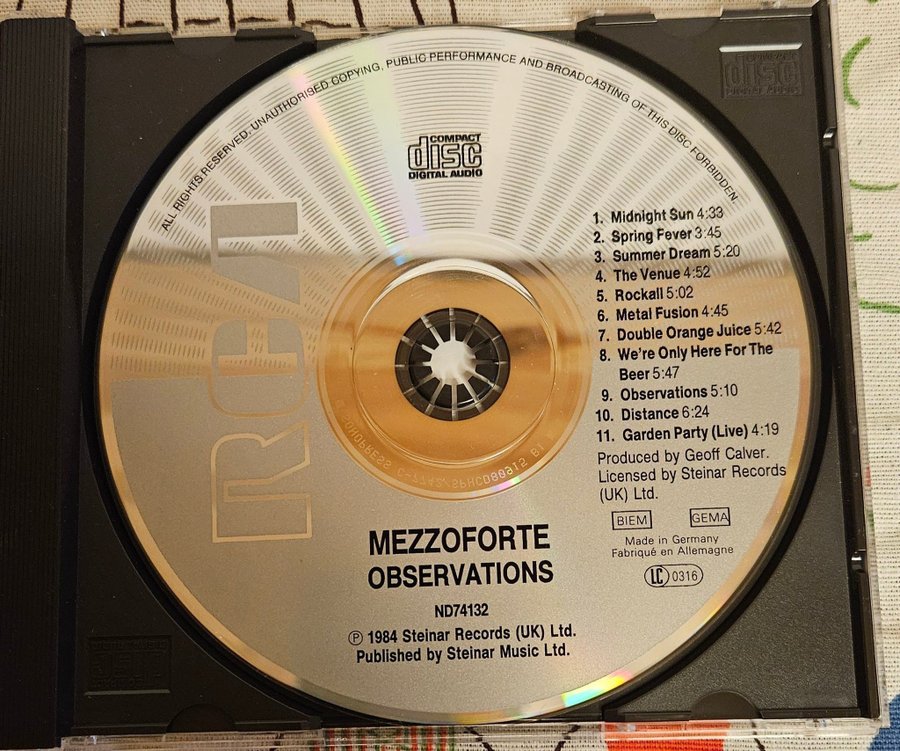 ALL RIGHTS RESERVED. UNAUTHORISED COPYING, PUBLIC PERFORMANCE AND BROADCASTING OF THIS DISC FORBIDDEN.
COMPACT
disc
DIGITAL AUDIO
disc
RCA
1. Midnight Sun 4:33
2. Spring Fever 3:45
3. Summer Dream 5:20
4. The Venue 4:52
5. Rockall 5:02
6. Metal Fusion 4:45
7. Double Orange Juice 5:42
8. We're Only Here For The
Beer 5:47
9. Observations 5:10
10. Distance 6:24
11. Garden Party (Live) 4:19
Produced by Geoff Calver.
Licensed by Steinar Records
(UK) Ltd.
BIEM GEMA
Made in Germany
Fabriqué en Allemagne
LC 0316
MEZZOFORTE
OBSERVATIONS
ND74132
Ⓟ 1984 Steinar Records (UK) Ltd.
Published by Steinar Music Ltd.